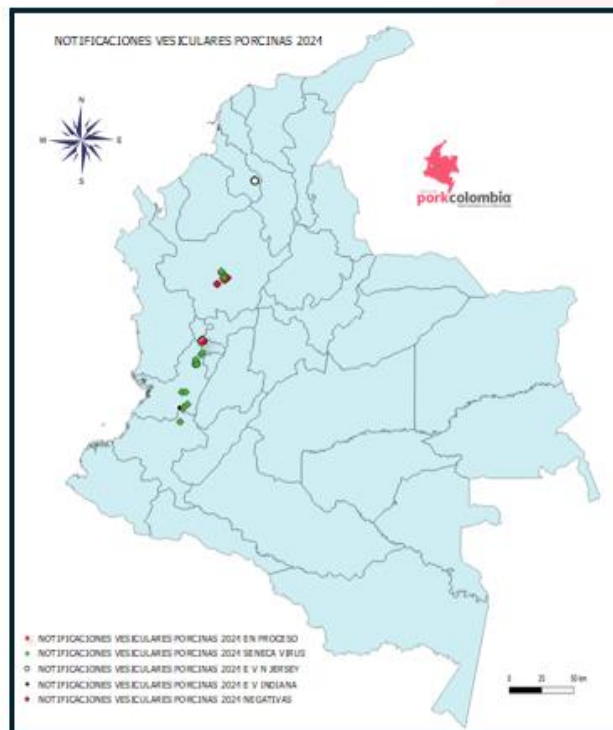 NOTIFICACIONES VESICULARES PORCINAS 2024
N
W
E
S
porkcolombia
NOTIFICACIONES VESICULARES PORCINAS 2024 EN PROCESO
NOTIFICACIONES VESICULARES PORCINAS 2024 SENECA VIRUS
NOTIFICACIONES VESICULARES PORCINAS 2024 E V N JERSEY
NOTIFICACIONES VESICULARES PORCINAS 2024 E V INDIANA
NOTIFICACIONES VESICULARES PORCINAS 2024 NEGATIVAS
0 25 50 km